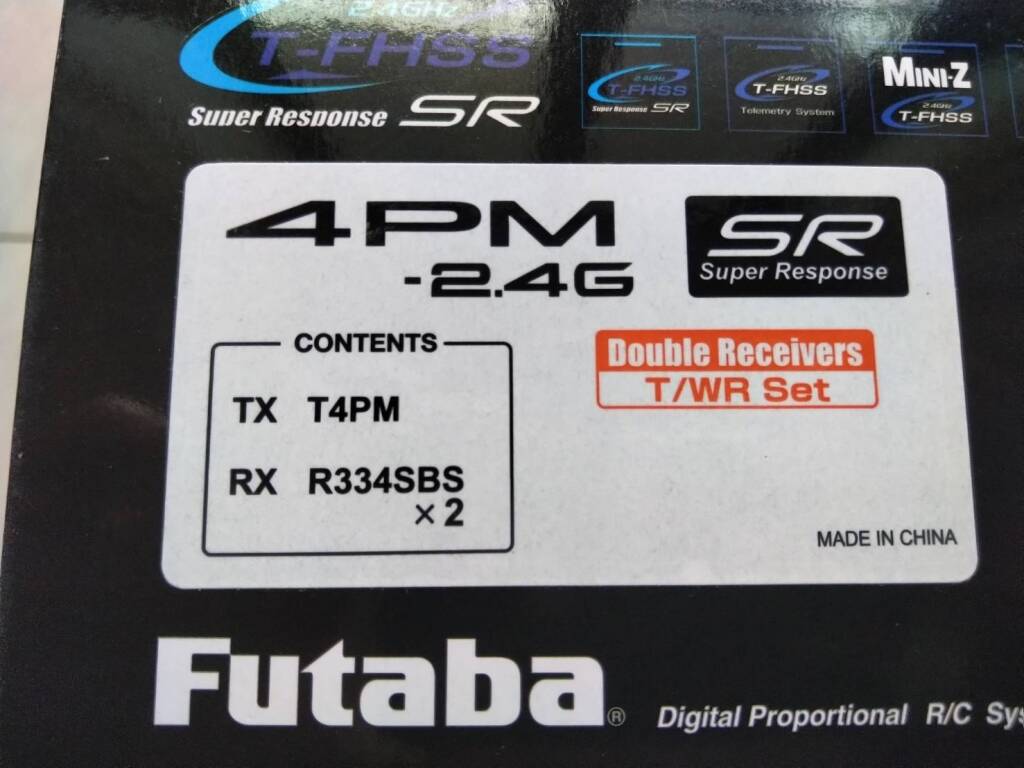 2.4GHz
T-FHSS
Super Response SR
2.4GHz
T-FHSS
Super Response SR
2.4GHz
T-FHSS
Telemetry System
MINI-Z
2.4GHz
T-FHSS
4PM
-2.4G
SR
Super Response
CONTENTS
TX T4PM
RX R334SBS
×2
Double Receivers
T/WR Set
MADE IN CHINA
Futaba®
Digital Proportional R/C Sys